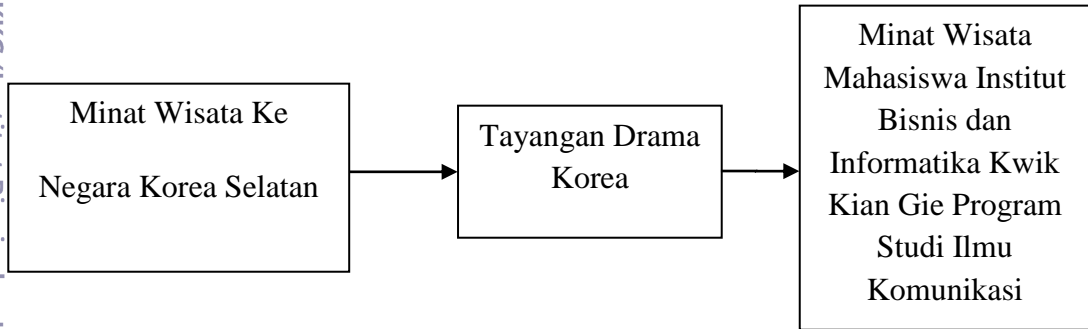 Minat Wisata Ke
Negara Korea Selatan
Tayangan Drama
Korea
Minat Wisata
Mahasiswa Institut
Bisnis dan
Informatika Kwik
Kian Gie Program
Studi Ilmu
Komunikasi